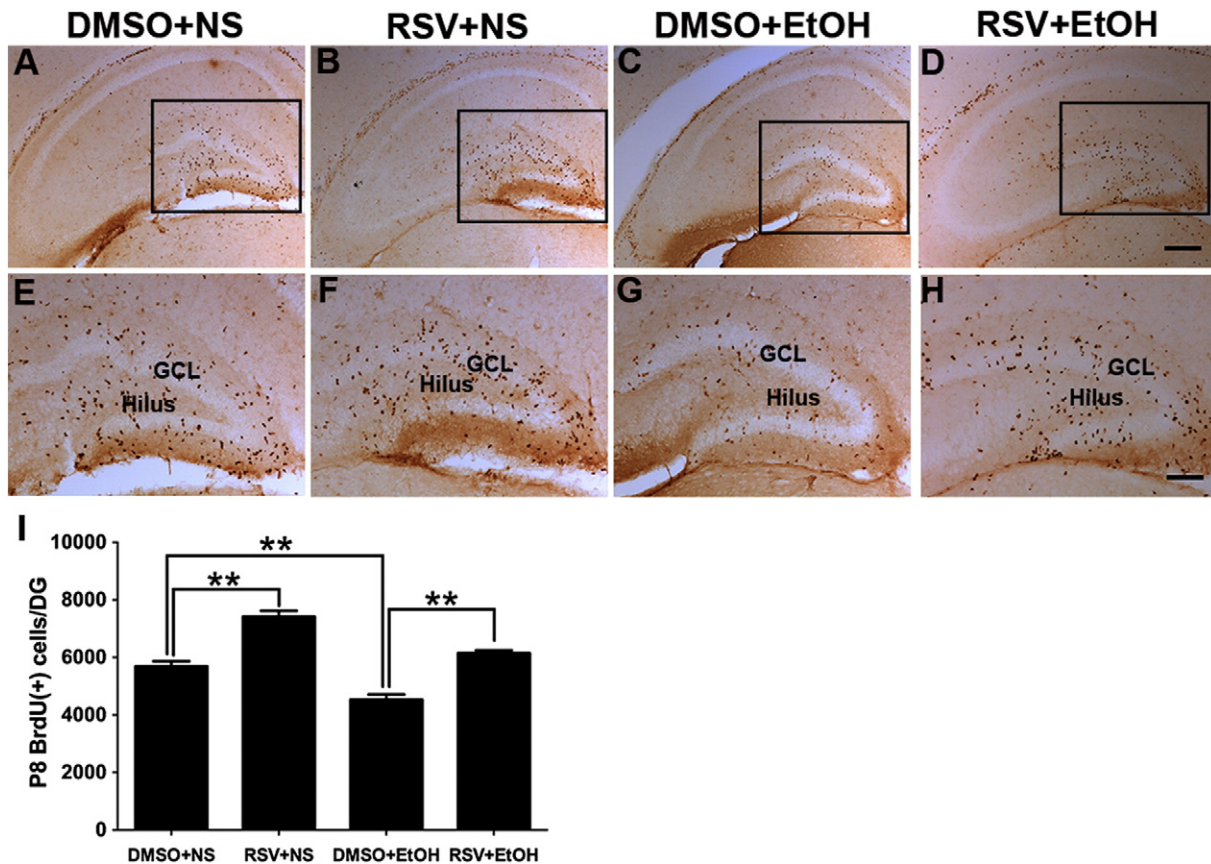 DMSO+NS RSV+NS DMSO+EtOH RSV+EtOH
A B C D
E F G H
GCL GCL GCL GCL
Hilus Hilus Hilus Hilus
I
10000
8000
6000
4000
2000
0
P8 BrdU(+) cells/DG
** ** **
DMSO+NS RSV+NS DMSO+EtOH RSV+EtOH